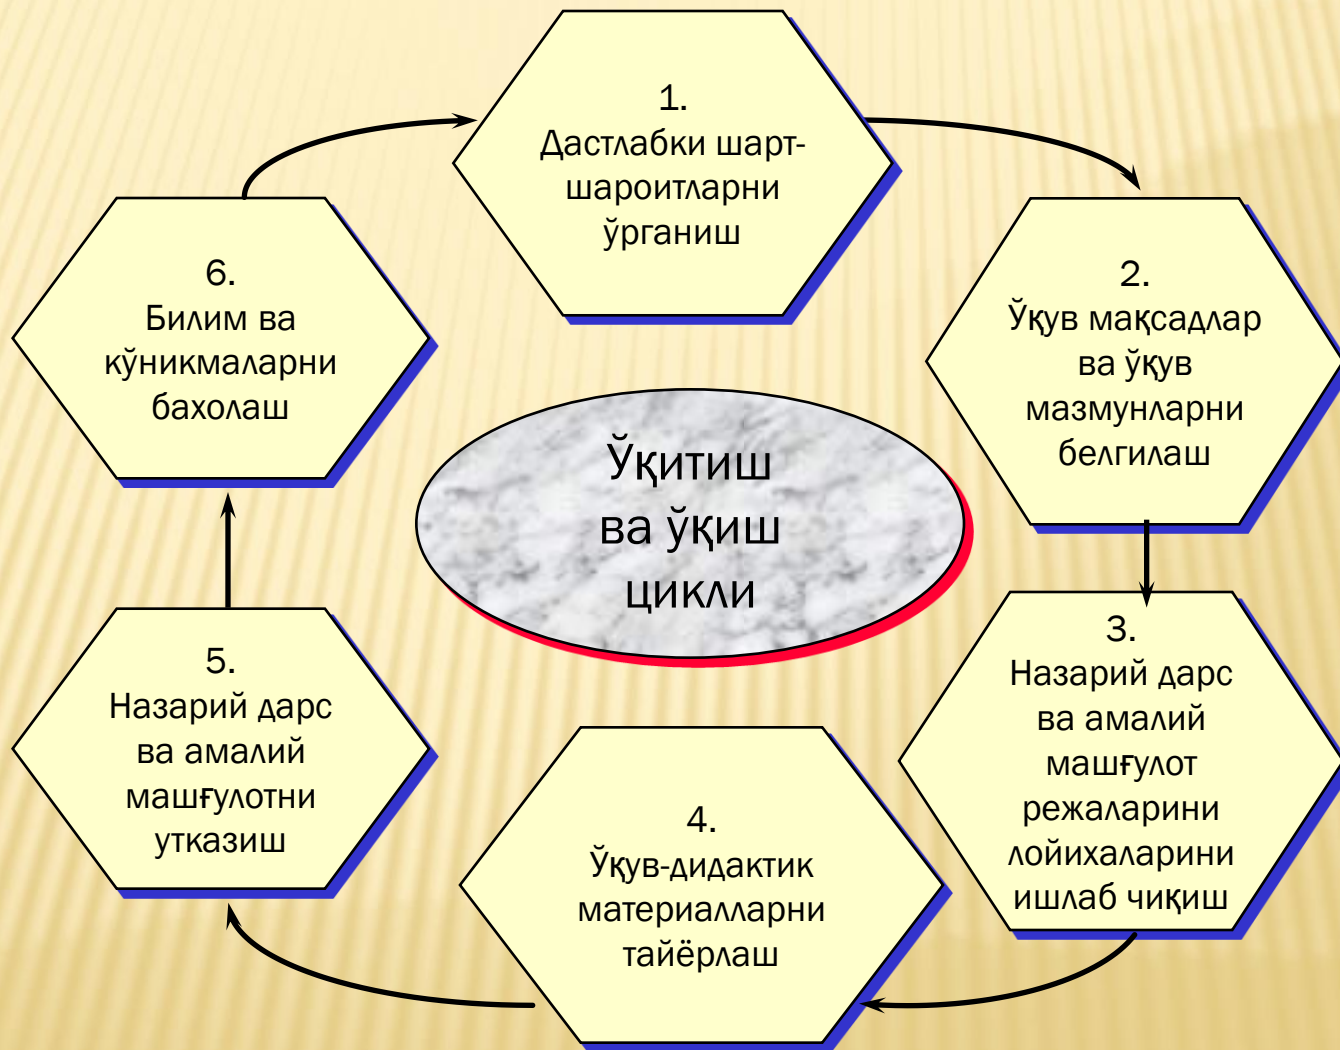 1.
Дастлабки шарт-
шароитларни
ўрганиш
2.
Ўқув мақсадлар
ва ўқув
мазмунларни
белгилаш
3.
Назарий дарс
ва амалий
машғулот
режаларини
лойихаларини
ишлаб чиқиш
4.
Ўқув-дидактик
материалларни
тайёрлаш
5.
Назарий дарс
ва амалий
машғулотни
утказиш
6.
Билим ва
кўникмаларни
бахолаш
Ўқитиш
ва ўқиш
цикли